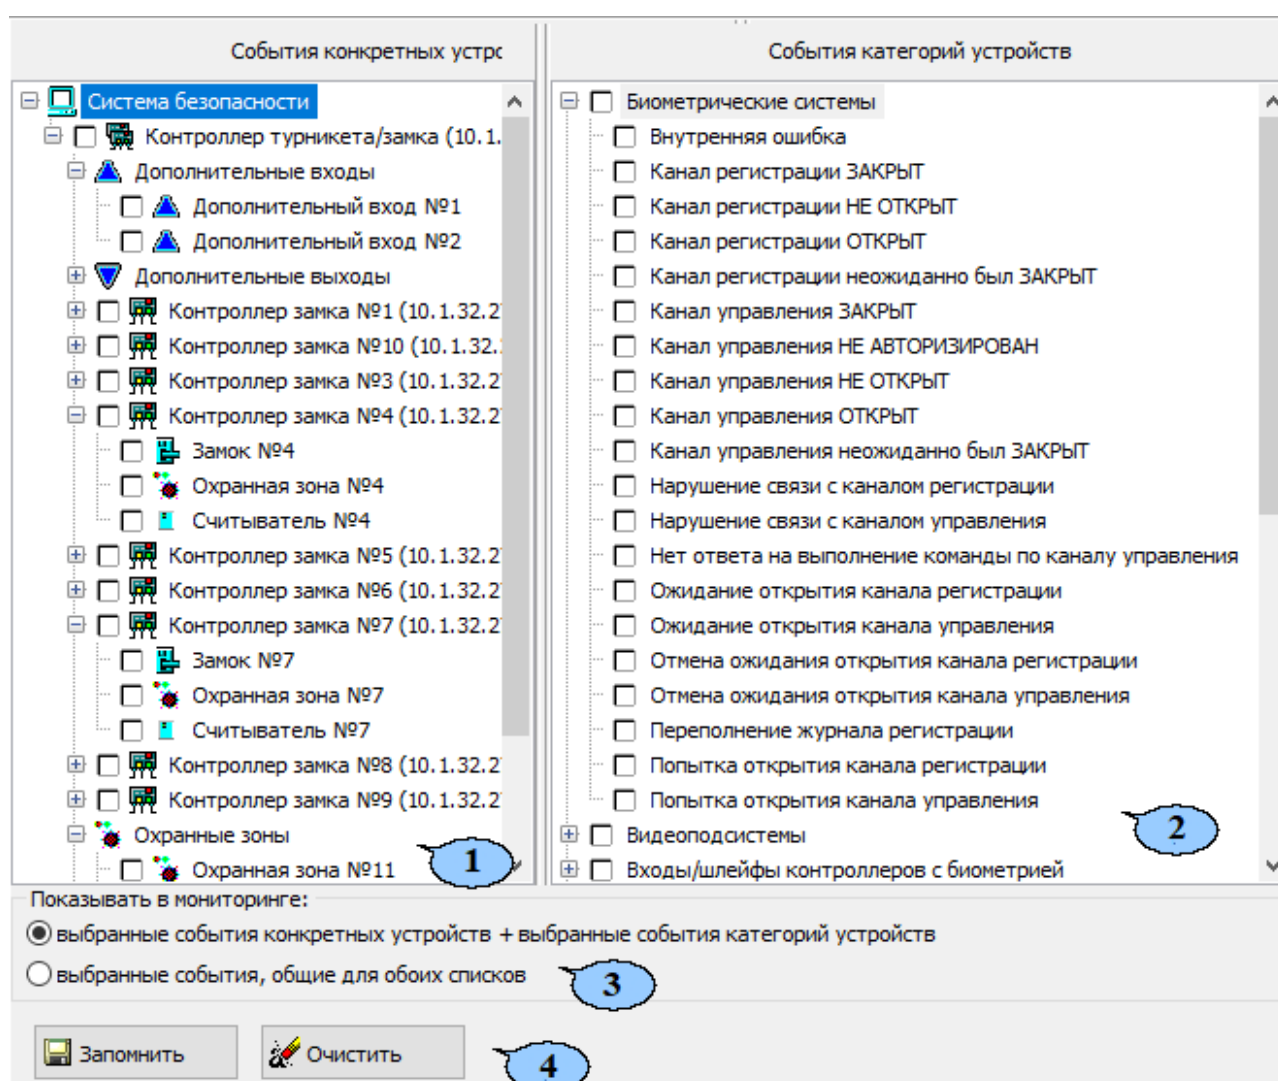 События конкретных устрс
Система безопасности
Контроллер турникета/замка (10.1.
Дополнительные входы
Дополнительный вход №1
Дополнительный вход №2
Дополнительные выходы
Контроллер замка №1 (10.1.32.2
Контроллер замка №10 (10.1.32.
Контроллер замка №3 (10.1.32.2
Контроллер замка №4 (10.1.32.2
Замок №4
Охранная зона №4
Считыватель №4
Контроллер замка №5 (10.1.32.2
Контроллер замка №6 (10.1.32.2
Контроллер замка №7 (10.1.32.2
Замок №7
Охранная зона №7
Считыватель №7
Контроллер замка №8 (10.1.32.2
Контроллер замка №9 (10.1.32.2
Охранные зоны
Охранная зона №11
1
События категорий устройств
Биометрические системы
Внутренняя ошибка
Канал регистрации ЗАКРЫТ
Канал регистрации НЕ ОТКРЫТ
Канал регистрации ОТКРЫТ
Канал регистрации неожиданно был ЗАКРЫТ
Канал управления ЗАКРЫТ
Канал управления НЕ АВТОРИЗИРОВАН
Канал управления НЕ ОТКРЫТ
Канал управления ОТКРЫТ
Канал управления неожиданно был ЗАКРЫТ
Нарушение связи с каналом регистрации
Нарушение связи с каналом управления
Нет ответа на выполнение команды по каналу управления
Ожидание открытия канала регистрации
Ожидание открытия канала управления
Отмена ожидания открытия канала регистрации
Отмена ожидания открытия канала управления
Переполнение журнала регистрации
Попытка открытия канала регистрации
Попытка открытия канала управления
Видеоподсистемы
Входы/шлейфы контроллеров с биометрией
2
Показывать в мониторинге:
выбранные события конкретных устройств + выбранные события категорий устройств
выбранные события, общие для обоих списков
3
Запомнить
Очистить
4